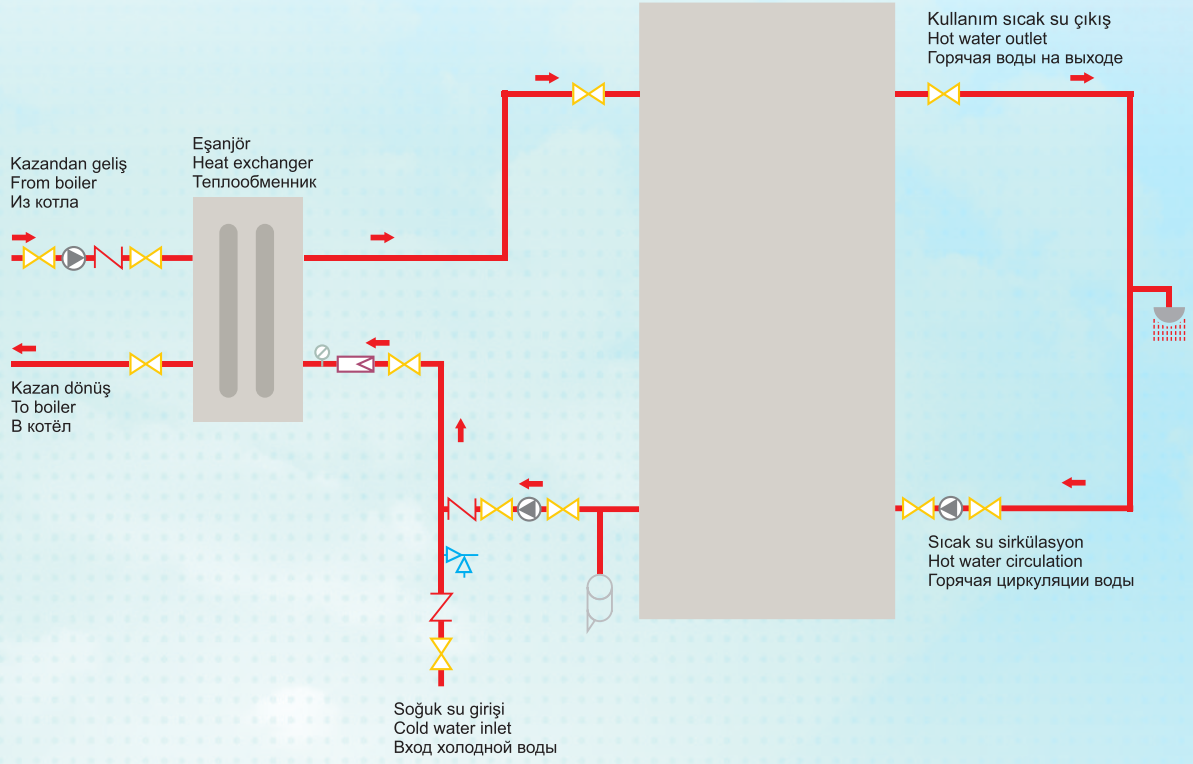 Kullanım sıcak su çıkış
Hot water outlet
Горячая воды на выходе
Eşanjör
Heat exchanger
Теплообменник
Kazandan geliş
From boiler
Из котла
Kazan dönüş
To boiler
В котёл
Sıcak su sirkülasyon
Hot water circulation
Горячая циркуляции воды
Soğuk su girişi
Cold water inlet
Вход холодной воды